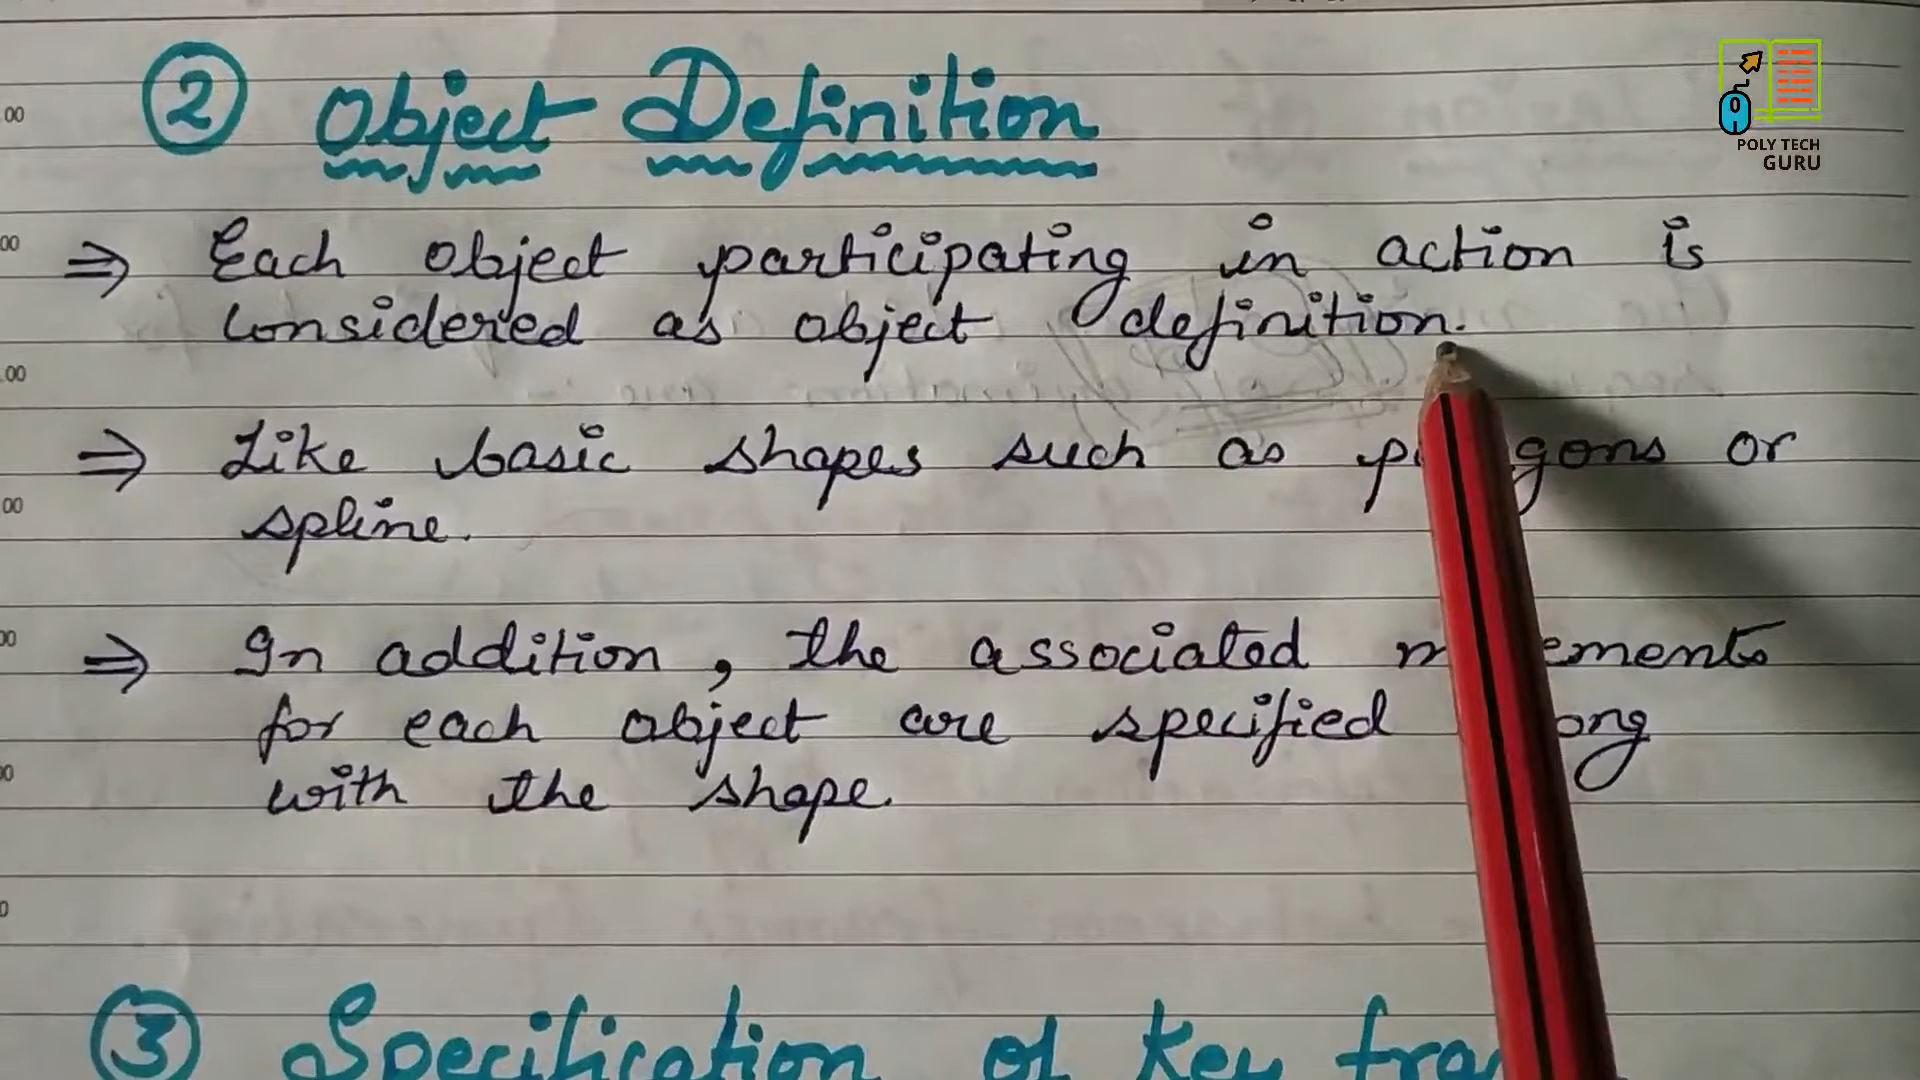 ② Object Definition
POLY TECH
GURU
⇒ Each object participating in action is
considered as object definition.
⇒ Like basic shapes such as or
spline.
⇒ In addition, the associated
for each object are specified
with the shape.
③ Specification of Key